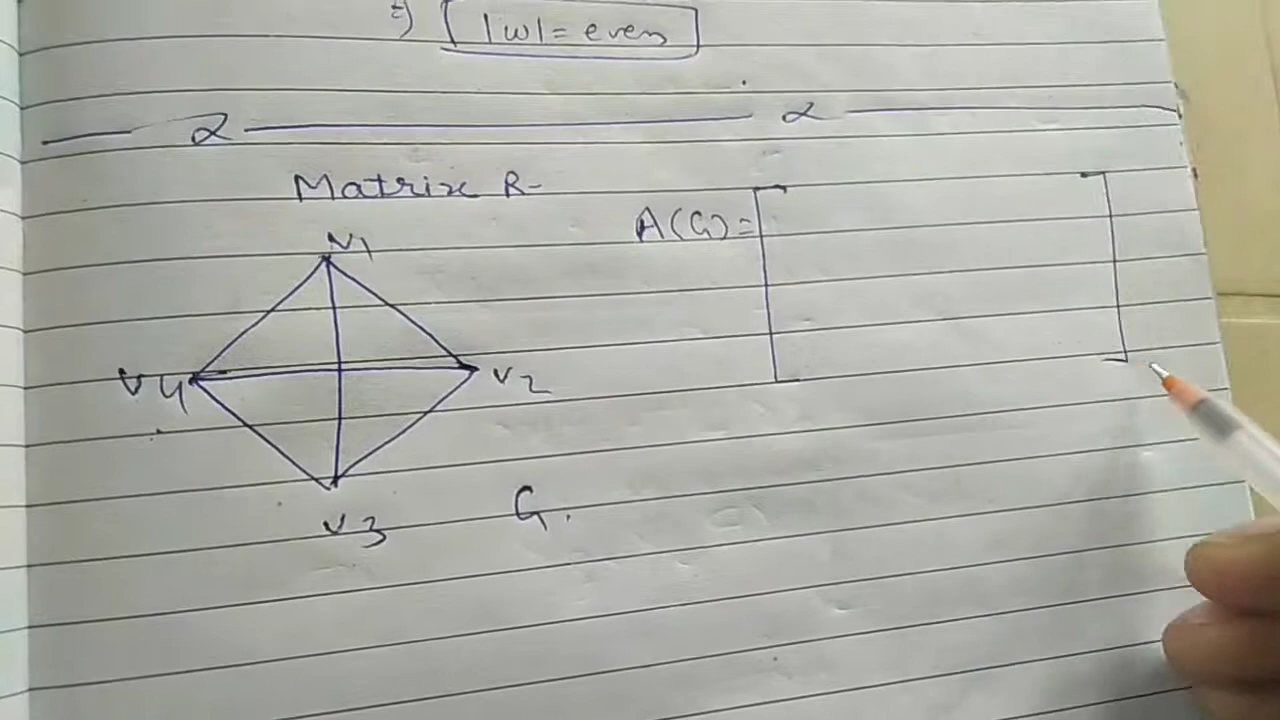 ⇒) |w| = even
Matrix R-
A(G) =
v1
v4
v2
v3
G.